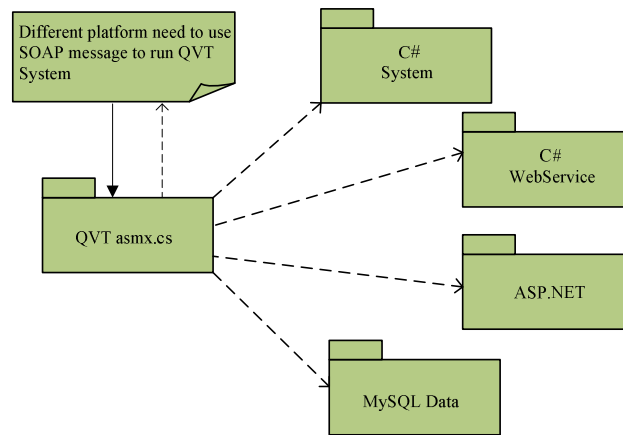 Different platform need to use
SOAP message to run QVT
System
C#
System
C#
WebService
QVT asmx.cs
ASP.NET
MySQL Data